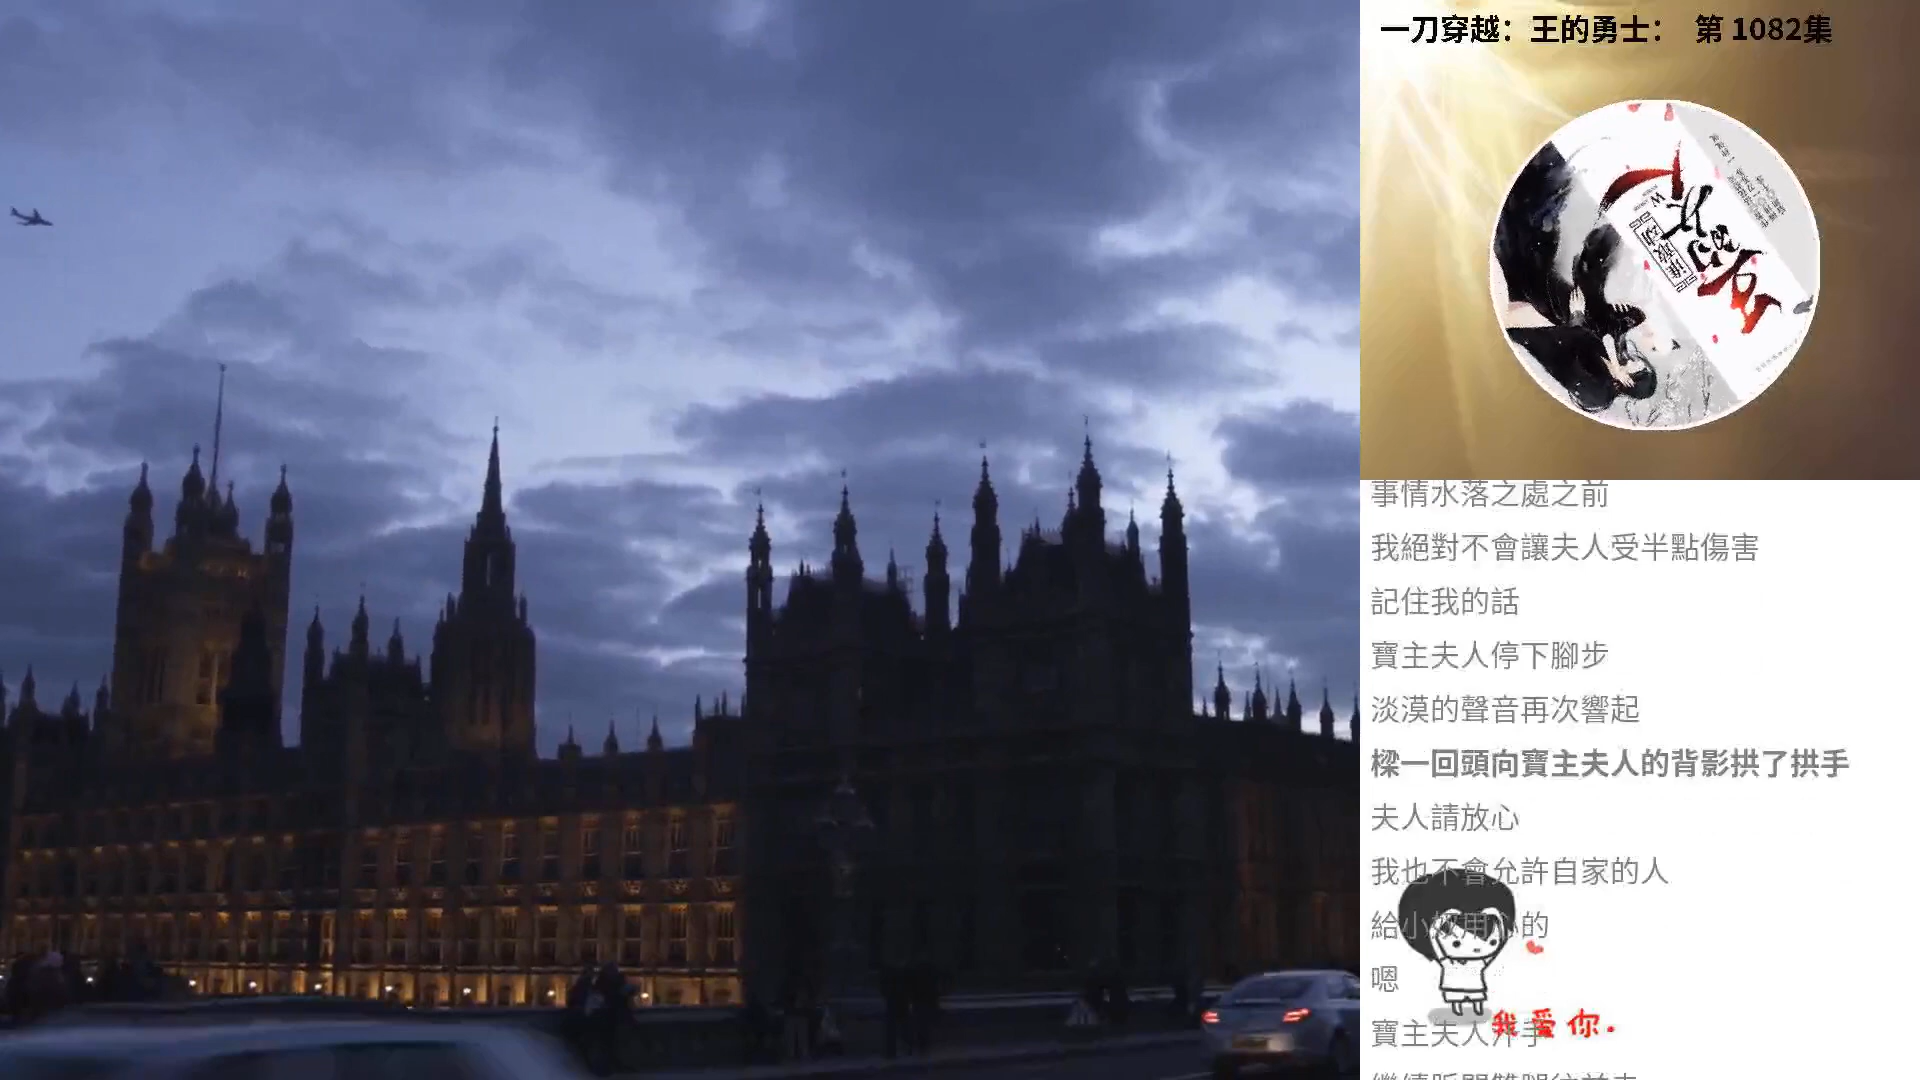 一刀穿越：王的勇士： 第 1082集
事情水落之處之前
我絕對不會讓夫人受半點傷害
記住我的話
寶主夫人停下腳步
淡漠的聲音再次響起
樑一回頭向寶主夫人的背影拱了拱手
夫人請放心
我也不會允許自家的人
給小姣用心的
嗯
寶主夫人汼手
我爱你.